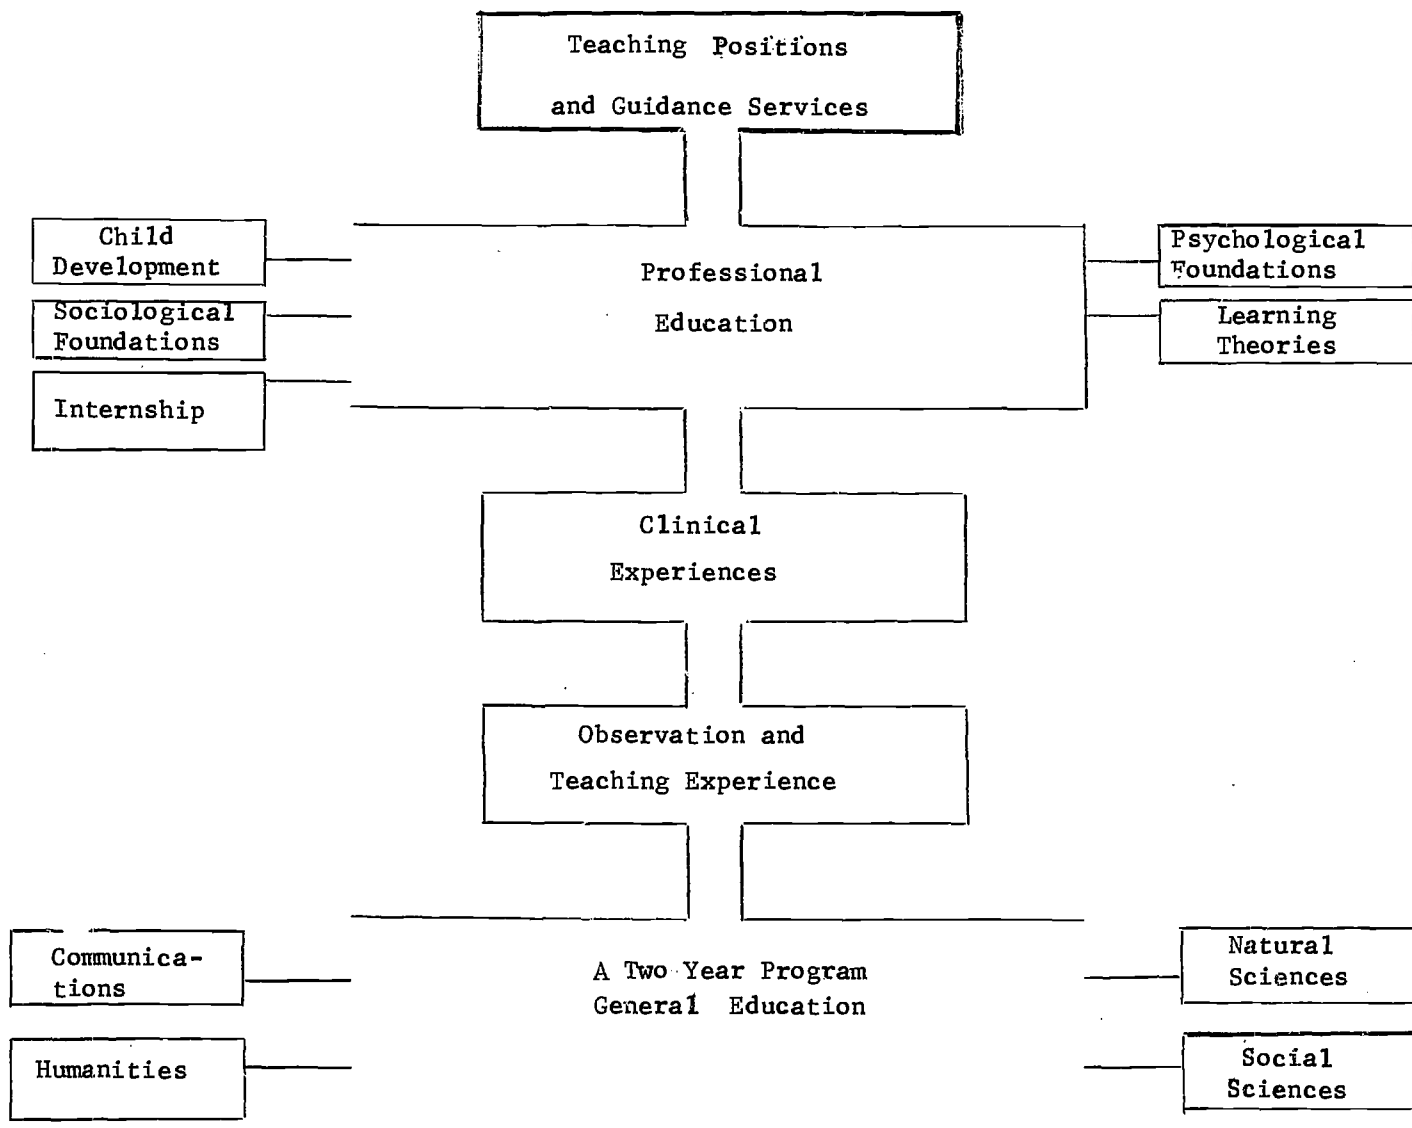 Teaching Positions
and Guidance Services
Child
Development
Sociological
Foundations
Internship
Professional
Education
Psychological
Foundations
Learning
Theories
Clinical
Experiences
Observation and
Teaching Experience
Communica-
tions
Humanities
A Two Year Program
General Education
Natural
Sciences
Social
Sciences